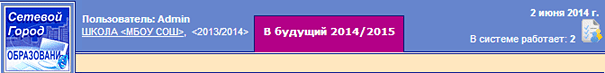 Сетевой
Город
ОБРАЗОВАНИ
Пользователь: Admin
ШКОЛА <МБОУ СОШ>, <2013/2014>
В будущий 2014/2015
2 июня 2014 г.
В системе работает: 2